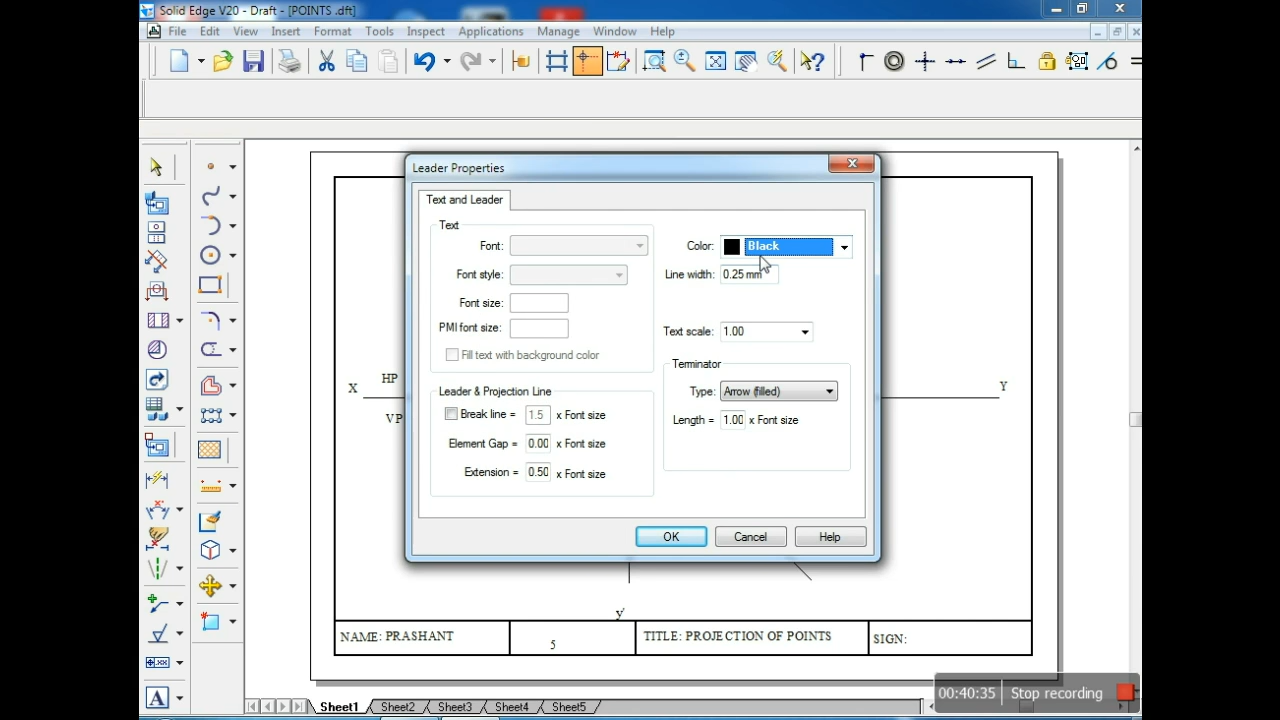 Solid Edge V20 - Draft - [POINTS .dft]
File Edit View Insert Format Tools Applications Inspect Manage Window Help
Leader Properties
Text and Leader
Text
Font:
Font style:
Font size:
PMI font size:
Fill text with background color
Color: Black
Line width: 0.25 mm
Text scale: 1.00
Leader & Projection Line
Break line = 1.5 x Font size
Element Gap = 0.00 x Font size
Extension = 0.50 x Font size
Terminator
Type: Arrow (filled)
Length = 1.00 x Font size
OK Cancel Help
X HP Y
VP
y'
NAME: PRASHANT 5 TITLE: PROJECTION OF POINTS SIGN:
A
Sheet1 Sheet2 Sheet3 Sheet4 Sheet5
00:40:35 Stop recording